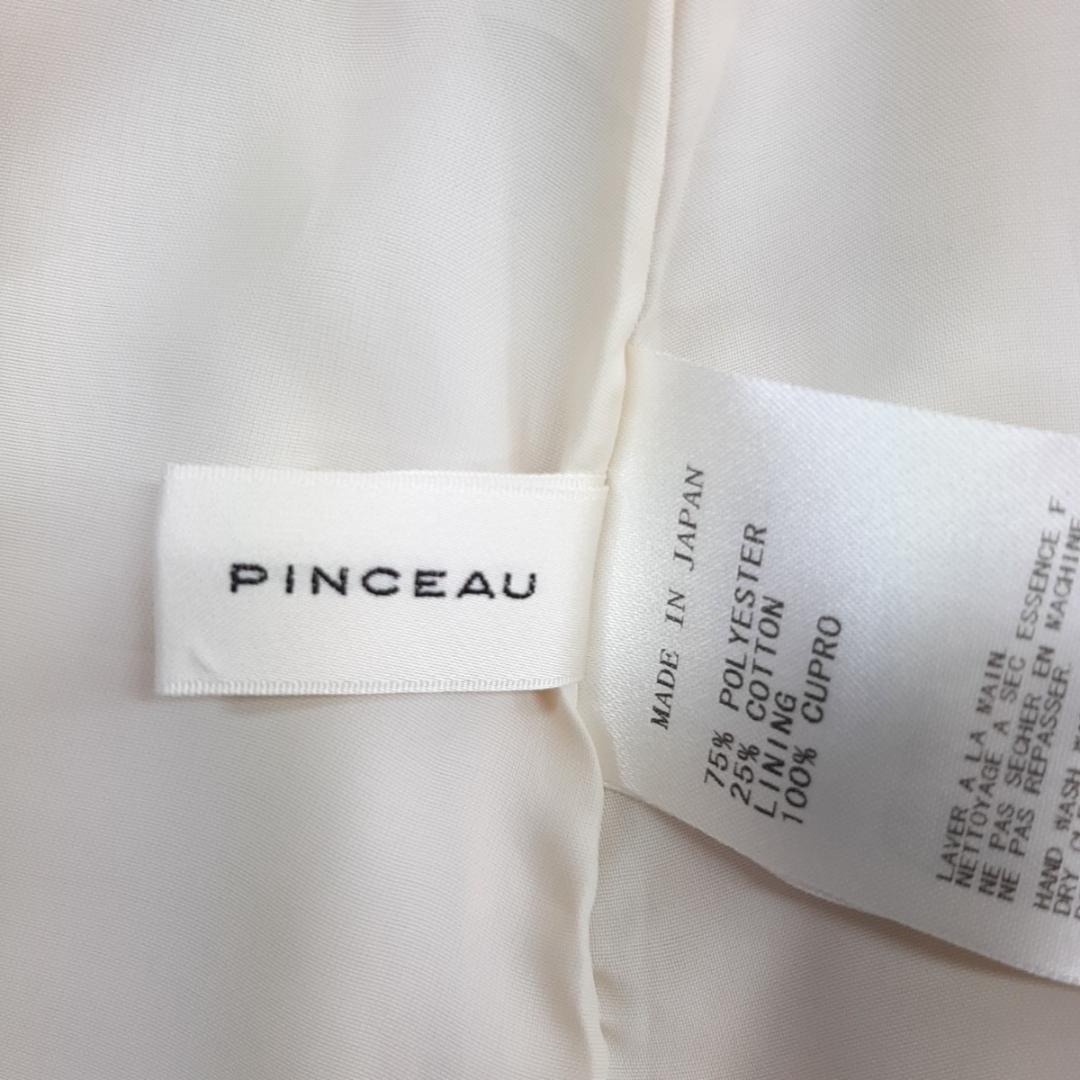 PINCEAU
MADE IN JAPAN
75% POLYESTER
25% COTTON
LINING
100% CUPRO
LAVER A LA MAIN
NETTOYAGE A SEC ESSENCE F.
NE PAS SECHER EN MACHINE
NE PAS REPASSER.
HAND WASH
DRY